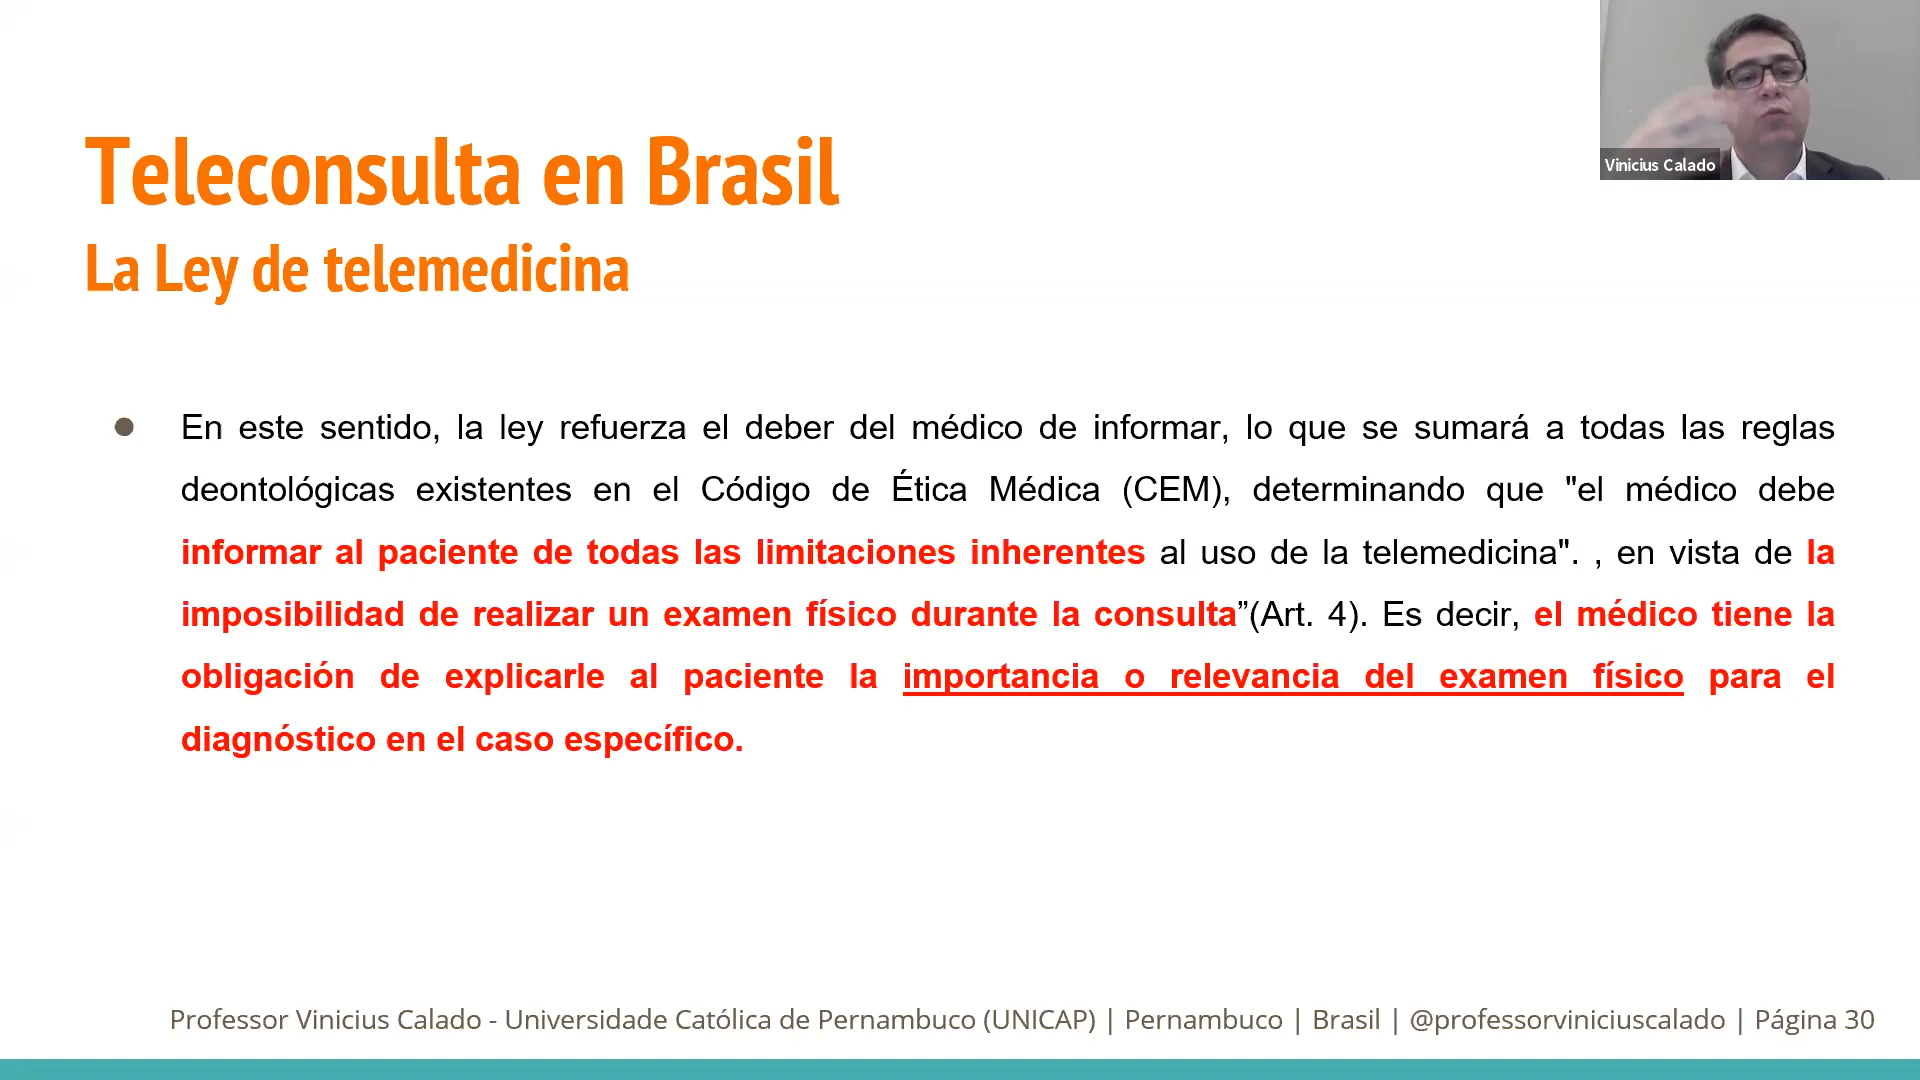 Vinicius Calado
Teleconsulta en Brasil
La Ley de telemedicina
● En este sentido, la ley refuerza el deber del médico de informar, lo que se sumará a todas las reglas
deontológicas existentes en el Código de Ética Médica (CEM), determinando que "el médico debe
informar al paciente de todas las limitaciones inherentes al uso de la telemedicina". , en vista de la
imposibilidad de realizar un examen físico durante la consulta”(Art. 4). Es decir, el médico tiene la
obligación de explicarle al paciente la importancia o relevancia del examen físico para el
diagnóstico en el caso específico.
Professor Vinicius Calado - Universidade Católica de Pernambuco (UNICAP) | Pernambuco | Brasil | @professorviniciuscalado | Página 30